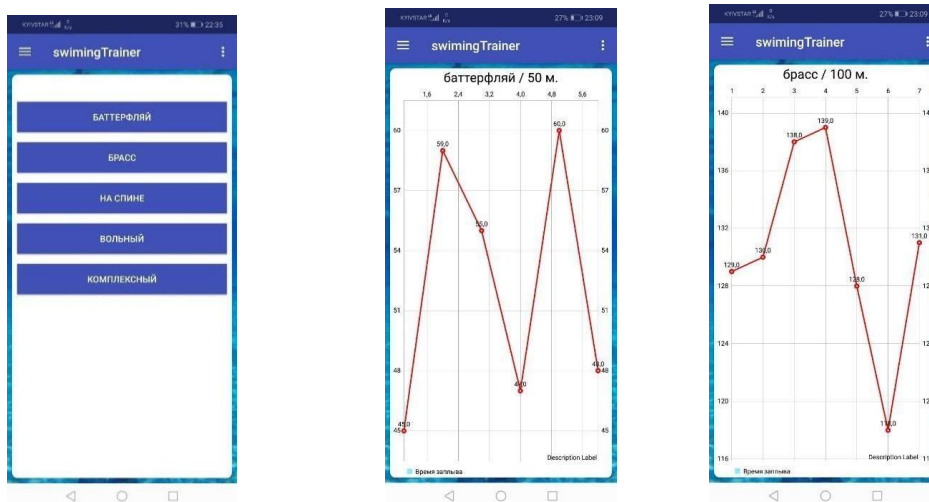 KYIVSTAR 31% 22:35
swimingTrainer
БАТТЕРФЛЯЙ
БРАСС
НА СПИНЕ
ВОЛЬНЫЙ
КОМПЛЕКСНЫЙ
KYIVSTAR 27% 23:09
swimingTrainer
баттерфляй / 50 м.
1,6 2,4 3,2 4,0 4,8 5,6
60,0
60 60
59,0
57 57
55,0
54 54
51 51
48 48,0 48
45,0
45 45
Description Label
Время заплыва
KYIVSTAR 27% 23:09
swimingTrainer
брасс / 100 м.
1 2 3 4 5 6 7
140
139,0
138,0
136
132
131,0
130,0
129,0
128 128,0
124
120
118,0
116
Description Label
Время заплыва